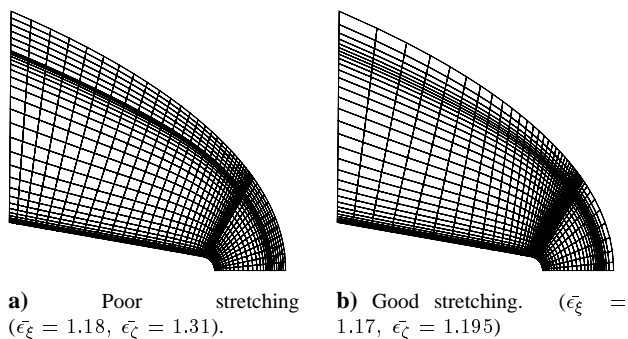 a) Poor stretching
(ϵ̄_ξ = 1.18, ϵ̄_ζ = 1.31).
b) Good stretching. (ϵ̄_ξ =
1.17, ϵ̄_ζ = 1.195)